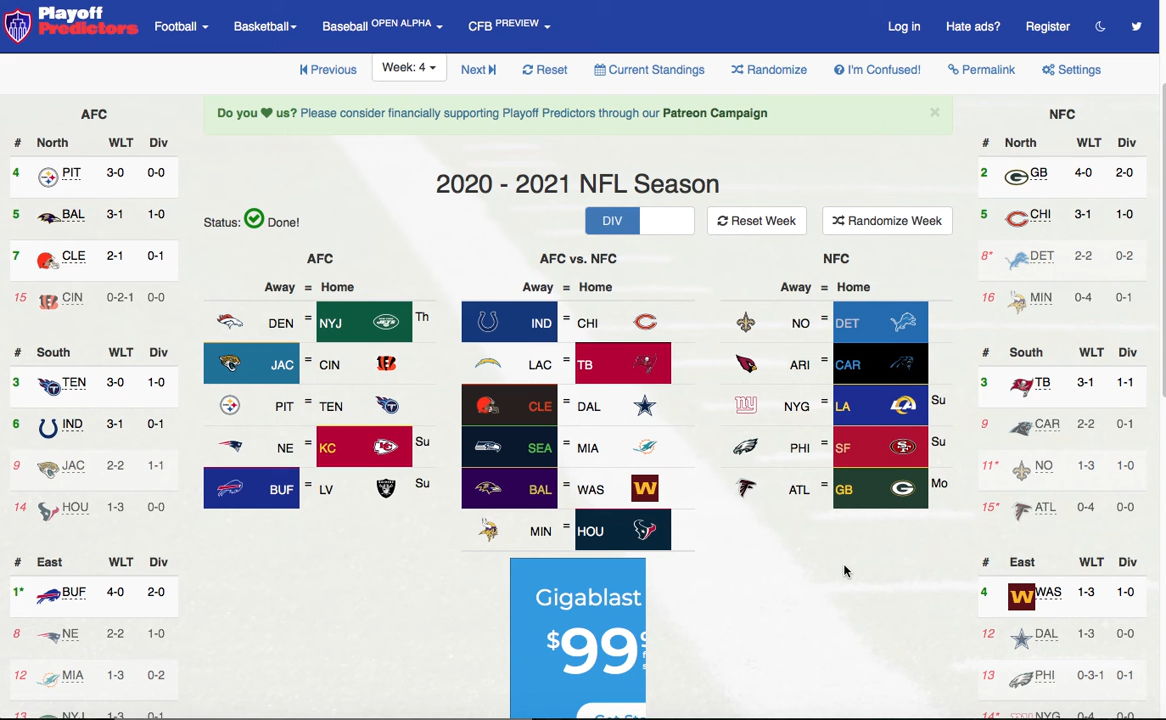 Playoff Predictors
Football Basketball Baseball OPEN ALPHA CFB PREVIEW Log in Hate ads? Register
Previous Week: 4 Next Reset Current Standings Randomize I'm Confused! Permalink Settings
Do you us? Please consider financially supporting Playoff Predictors through our Patreon Campaign ×
AFC
# North WLT Div
4 PIT 3-0 0-0
5 BAL 3-1 1-0
7 CLE 2-1 0-1
15 CIN 0-2-1 0-0
# South WLT Div
3 TEN 3-0 1-0
6 IND 3-1 0-1
9 JAC 2-2 1-1
14 HOU 1-3 0-0
# East WLT Div
1* BUF 4-0 2-0
8 NE 2-2 1-0
12 MIA 1-3 0-2
13 NYJ 1-3 0-1
2020 - 2021 NFL Season
Status: Done! DIV Reset Week Randomize Week
AFC
Away = Home
DEN = NYJ Th
JAC = CIN
PIT = TEN
NE = KC Su
BUF = LV Su
AFC vs. NFC
Away = Home
IND = CHI
LAC = TB
CLE = DAL
SEA = MIA
BAL = WAS
MIN = HOU
NFC
Away = Home
NO = DET
ARI = CAR
NYG = LA Su
PHI = SF Su
ATL = GB Mo
Gigablast
$99
NFC
# North WLT Div
2 GB 4-0 2-0
5 CHI 3-1 1-0
8* DET 2-2 0-2
16 MIN 0-4 0-1
# South WLT Div
3 TB 3-1 1-1
9 CAR 2-2 0-1
11* NO 1-3 1-0
15* ATL 0-4 0-0
# East WLT Div
4 WAS 1-3 1-0
12 DAL 1-3 0-0
13 PHI 0-3-1 0-1
14* NYG 0-4 0-0